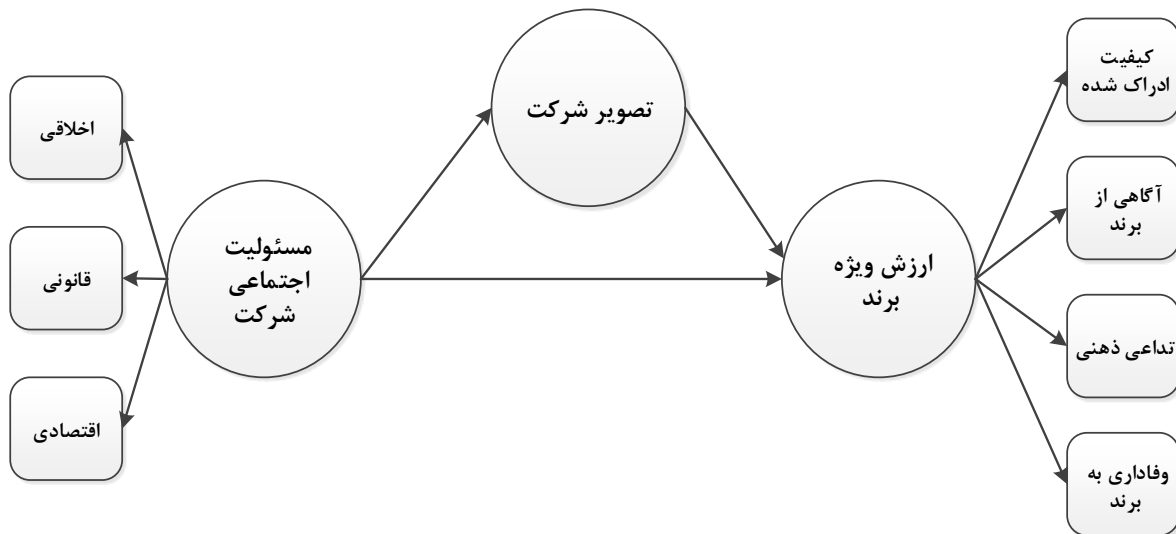 کیفیت
ادراک شده
تصویر شرکت
اخلاقی
آگاهی از
برند
مسئولیت
اجتماعی
شرکت
ارزش ویژه
برند
قانونی
تداعی ذهنی
اقتصادی
وفاداری به
برند